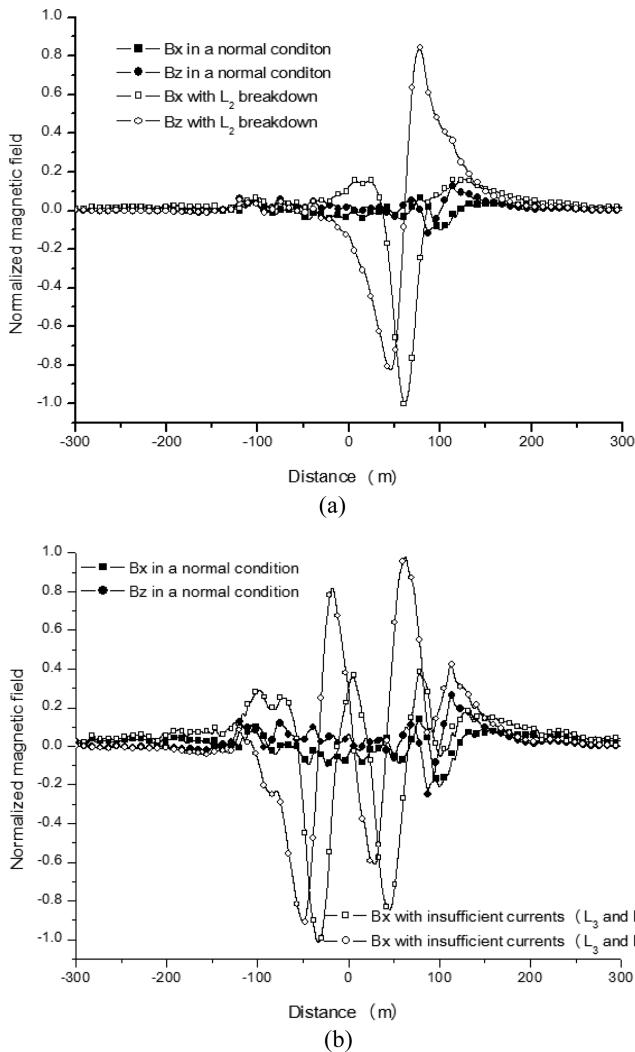 1.0
0.8
0.6
0.4
0.2
0.0
-0.2
-0.4
-0.6
-0.8
-1.0
Normalized magnetic field
Bx in a normal conditon
Bz in a normal conditon
Bx with L2 breakdown
Bz with L2 breakdown
-300 -200 -100 0 100 200 300
Distance (m)
(a)
1.0
0.8
0.6
0.4
0.2
0.0
-0.2
-0.4
-0.6
-0.8
-1.0
Normalized magnetic field
Bx in a normal condition
Bz in a normal condition
Bx with insufficient currents (L3 and
Bx with insufficient currents (L3 and
-300 -200 -100 0 100 200 300
Distance (m)
(b)